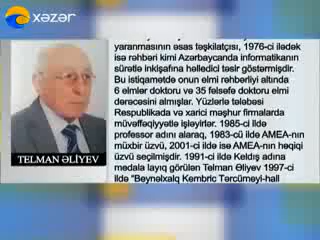 xəzər
yaranmasının əsas təşkilatçısı, 1976-ci ilədək
isə rəhbəri kimi Azərbaycanda informatikanın
sürətlə inkişafına həlledici təsir göstərmişdir.
Bu istiqamətdə onun elmi rəhbərliyi altında
6 elmlər doktoru və 35 fəlsəfə doktoru elmi
dərəcəsini almışlar. Yüzlərlə tələbəsi
Respublikada və xarici məşhur firmalarda
müvəffəqiyyətlə işləyirlər. 1985-ci ildə
professor adını alaraq, 1983-cü ildə AMEA-nın
müxbir üzvü, 2001-ci ildə isə AMEA-nın həqiqi
üzvü seçilmişdir. 1991-ci ildə Keldış adına
medala layıq görülən Telman Əliyev 1997-ci
ildə "Beynəlxalq Kembric Tərcümeyi-hall
TELMAN ƏLİYEV